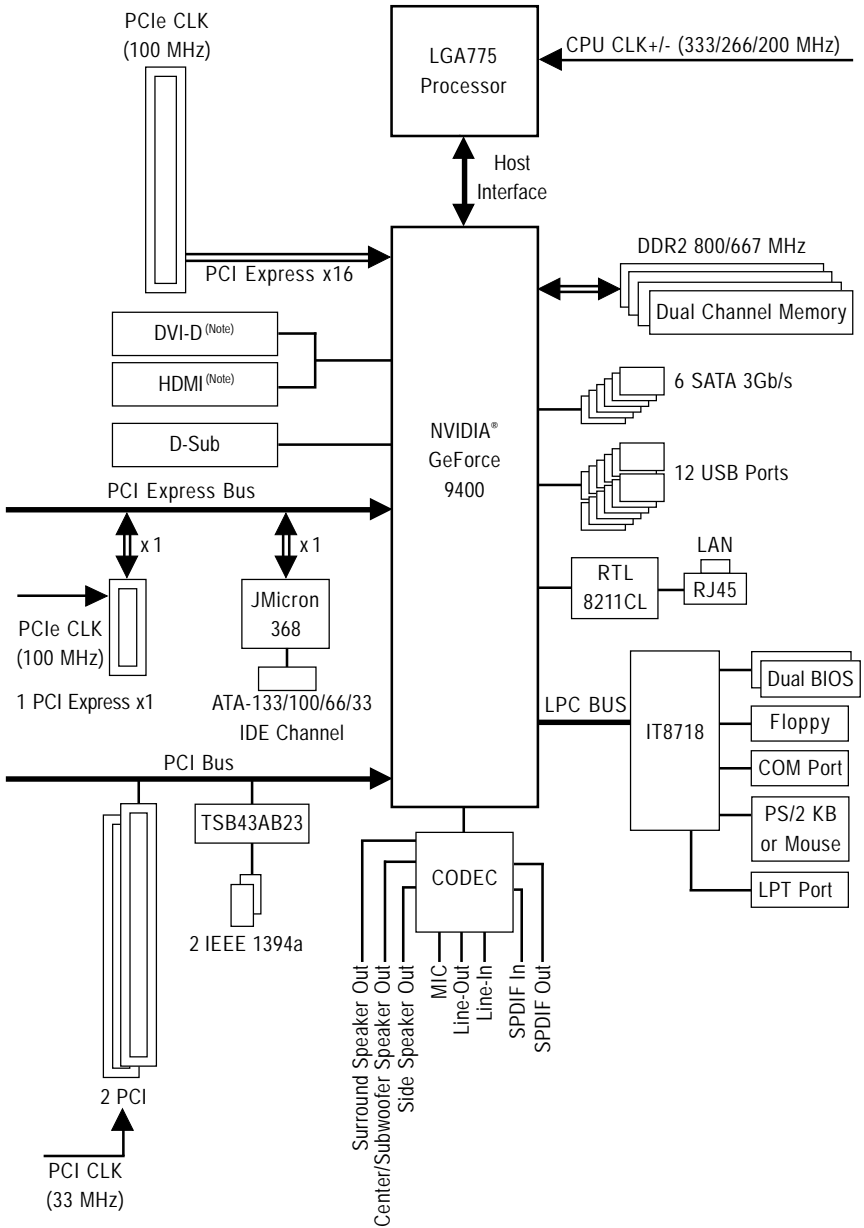 PCIe CLK
(100 MHz)
LGA775
Processor
CPU CLK+/- (333/266/200 MHz)
Host
Interface
PCI Express x16
DDR2 800/667 MHz
Dual Channel Memory
DVI-D (Note)
HDMI (Note)
D-Sub
NVIDIA®
GeForce
9400
6 SATA 3Gb/s
12 USB Ports
PCI Express Bus
x 1
x 1
LAN
RTL
8211CL
RJ45
JMicron
368
PCIe CLK
(100 MHz)
1 PCI Express x1
ATA-133/100/66/33
IDE Channel
LPC BUS
IT8718
Dual BIOS
Floppy
COM Port
PS/2 KB
or Mouse
LPT Port
PCI Bus
TSB43AB23
2 IEEE 1394a
CODEC
Surround Speaker Out
Center/Subwoofer Speaker Out
Side Speaker Out
MIC
Line-Out
Line-In
SPDIF In
SPDIF Out
2 PCI
PCI CLK
(33 MHz)